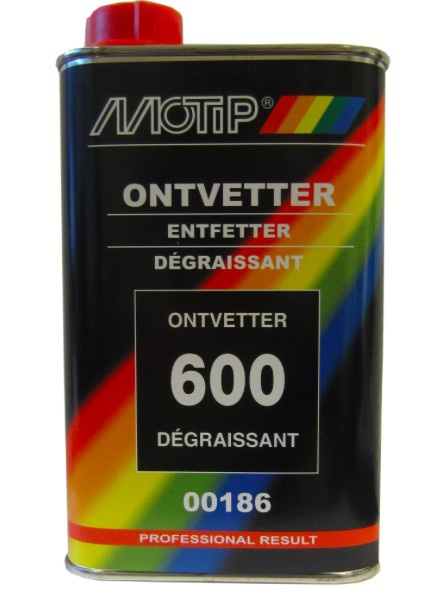 MOTIP®
ONTVETTER
ENTFETTER
DÉGRAISSANT
ONTVETTER
600
DÉGRAISSANT
00186
PROFESSIONAL RESULT